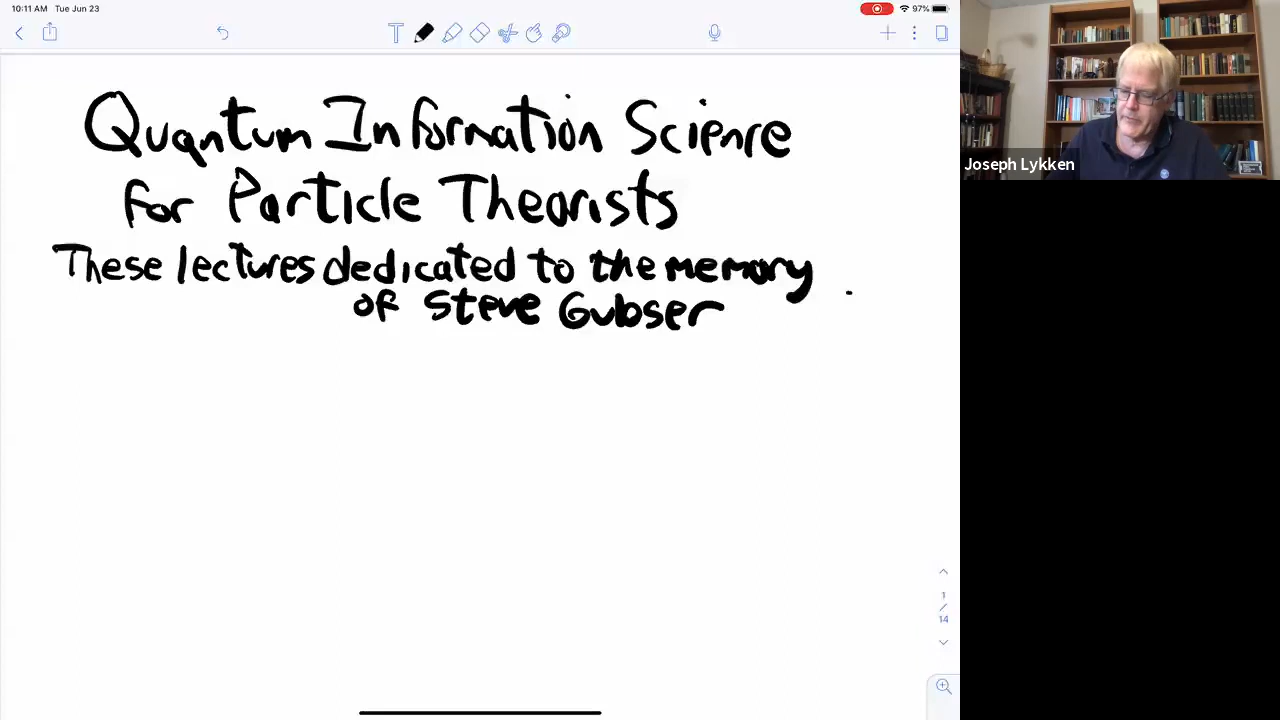 10:11 AM Tue Jun 23
97%
Quantum Information Science
for Particle Theorists
These lectures dedicated to the memory
of Steve Gubser
Joseph Lykken
1
/
14